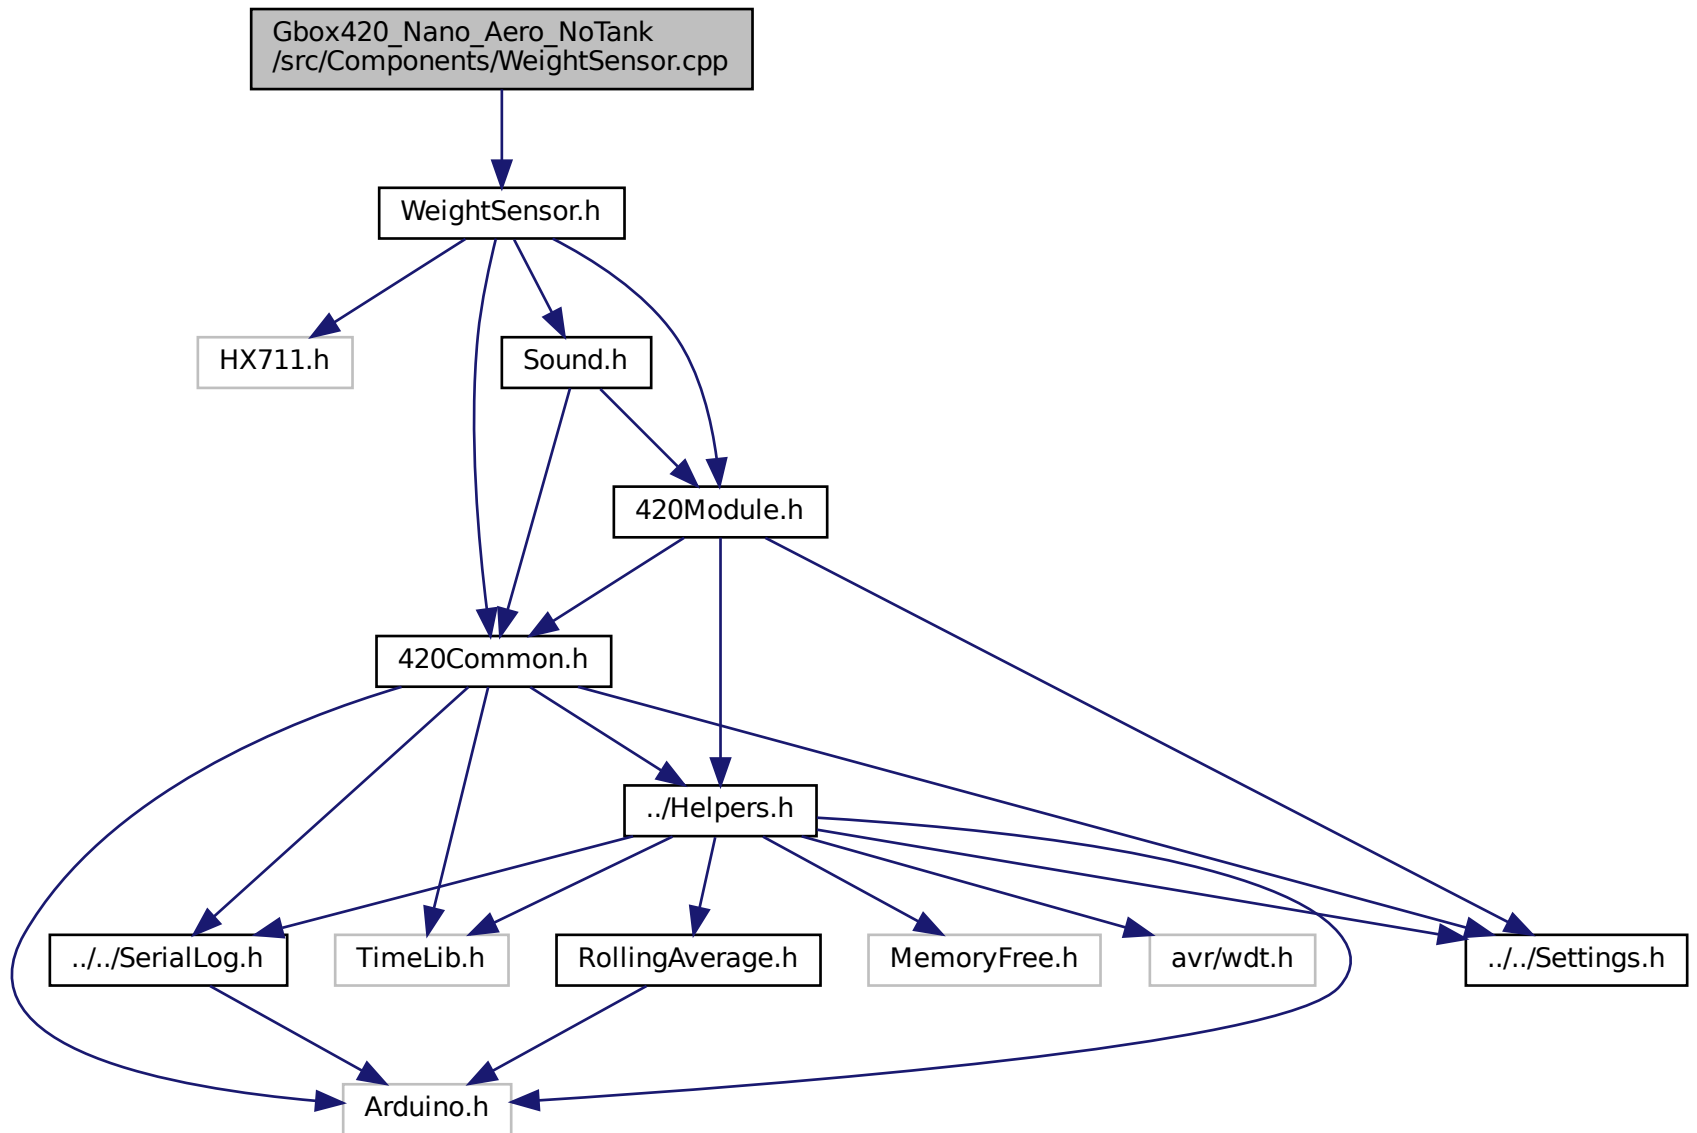 Gbox420_Nano_Aero_NoTank
/src/Components/WeightSensor.cpp
WeightSensor.h
HX711.h
Sound.h
420Module.h
420Common.h
../Helpers.h
../../SerialLog.h
TimeLib.h
RollingAverage.h
MemoryFree.h
avr/wdt.h
../../Settings.h
Arduino.h